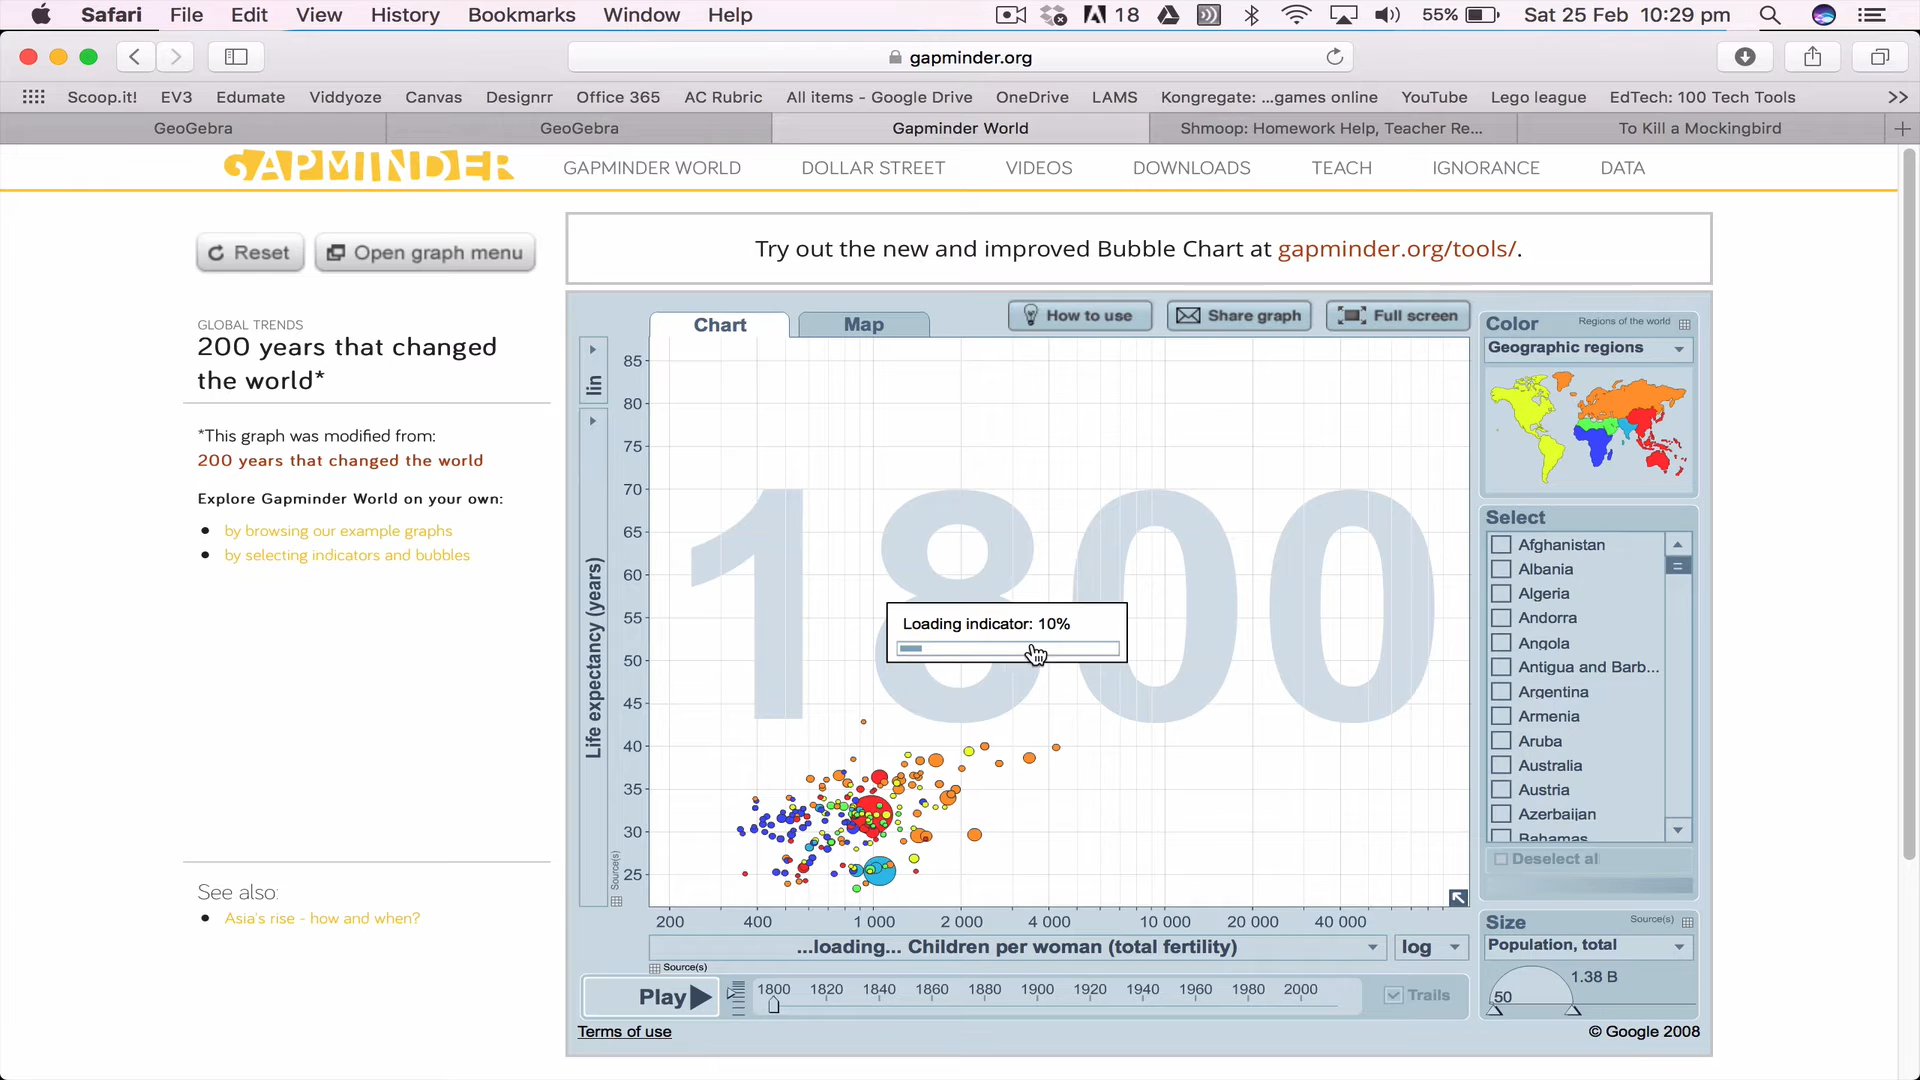 Safari File Edit View History Bookmarks Window Help 18 55% Sat 25 Feb 10:29 pm
gapminder.org
Scoop.it! EV3 Edumate Viddyoze Canvas Designrr Office 365 AC Rubric All items - Google Drive OneDrive LAMS Kongregate: ...games online YouTube Lego league EdTech: 100 Tech Tools
GeoGebra GeoGebra Gapminder World Shmoop: Homework Help, Teacher Re... To Kill a Mockingbird
GAPMINDER GAPMINDER WORLD DOLLAR STREET VIDEOS DOWNLOADS TEACH IGNORANCE DATA
Reset Open graph menu
Try out the new and improved Bubble Chart at gapminder.org/tools/.
GLOBAL TRENDS
200 years that changed
the world*
*This graph was modified from:
200 years that changed the world
Explore Gapminder World on your own:
by browsing our example graphs
by selecting indicators and bubbles
See also:
Asia's rise - how and when?
Chart Map How to use Share graph Full screen
lin
Life expectancy (years)
Source(s)
85
80
75
70
65
60
55
50
45
40
35
30
25
1800
Loading indicator: 10%
200 400 1 000 2 000 4 000 10 000 20 000 40 000
...loading... Children per woman (total fertility) log
Source(s)
Play 1800 1820 1840 1860 1880 1900 1920 1940 1960 1980 2000 Trails
Terms of use
Color Regions of the world
Geographic regions
Select
Afghanistan
Albania
Algeria
Andorra
Angola
Antigua and Barb...
Argentina
Armenia
Aruba
Australia
Austria
Azerbaijan
Bahamas
Deselect al
Size Source(s)
Population, total
1.38 B
50
© Google 2008